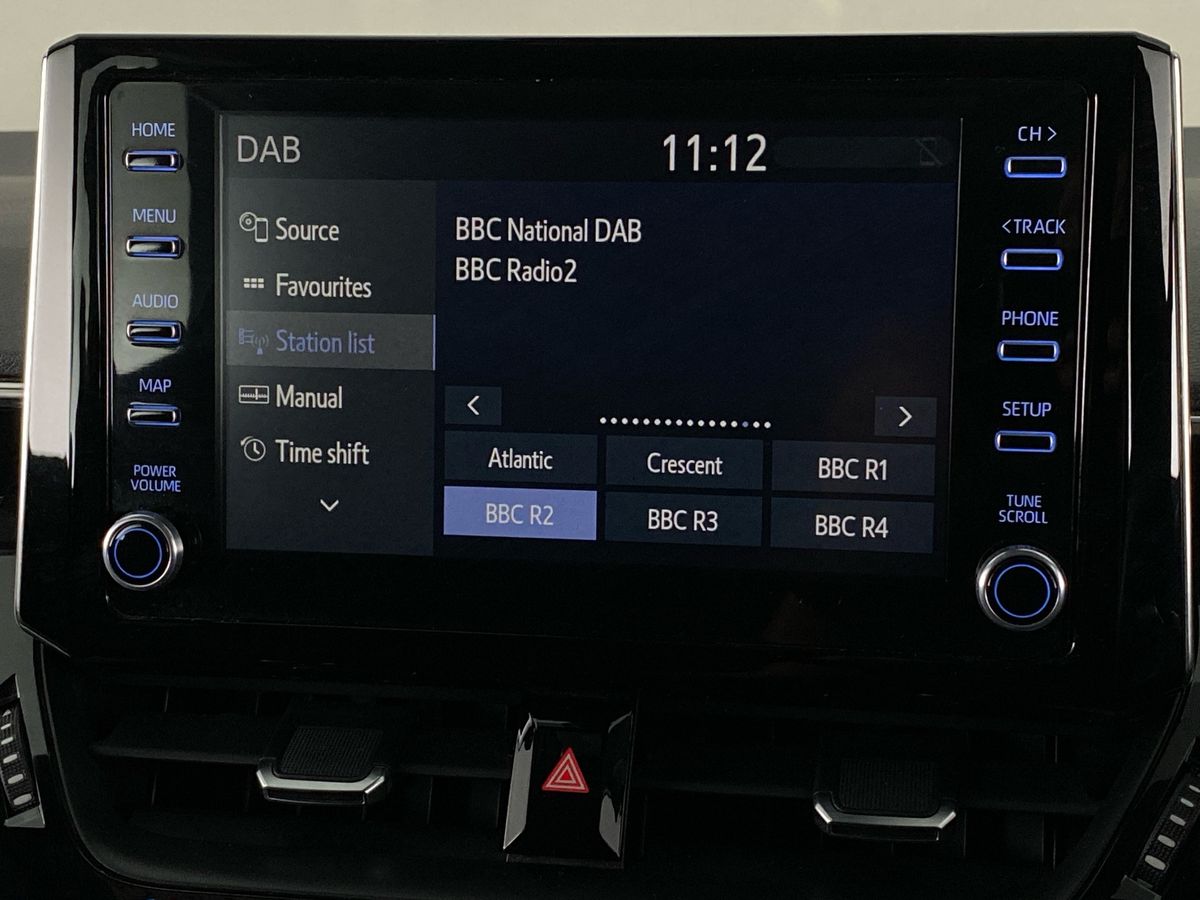 HOME
MENU
AUDIO
MAP
POWER
VOLUME
DAB
11:12
Source
Favourites
Station list
Manual
Time shift
BBC National DAB
BBC Radio2
<
>
Atlantic
Crescent
BBC R1
BBC R2
BBC R3
BBC R4
CH >
<TRACK
PHONE
SETUP
TUNE
SCROLL